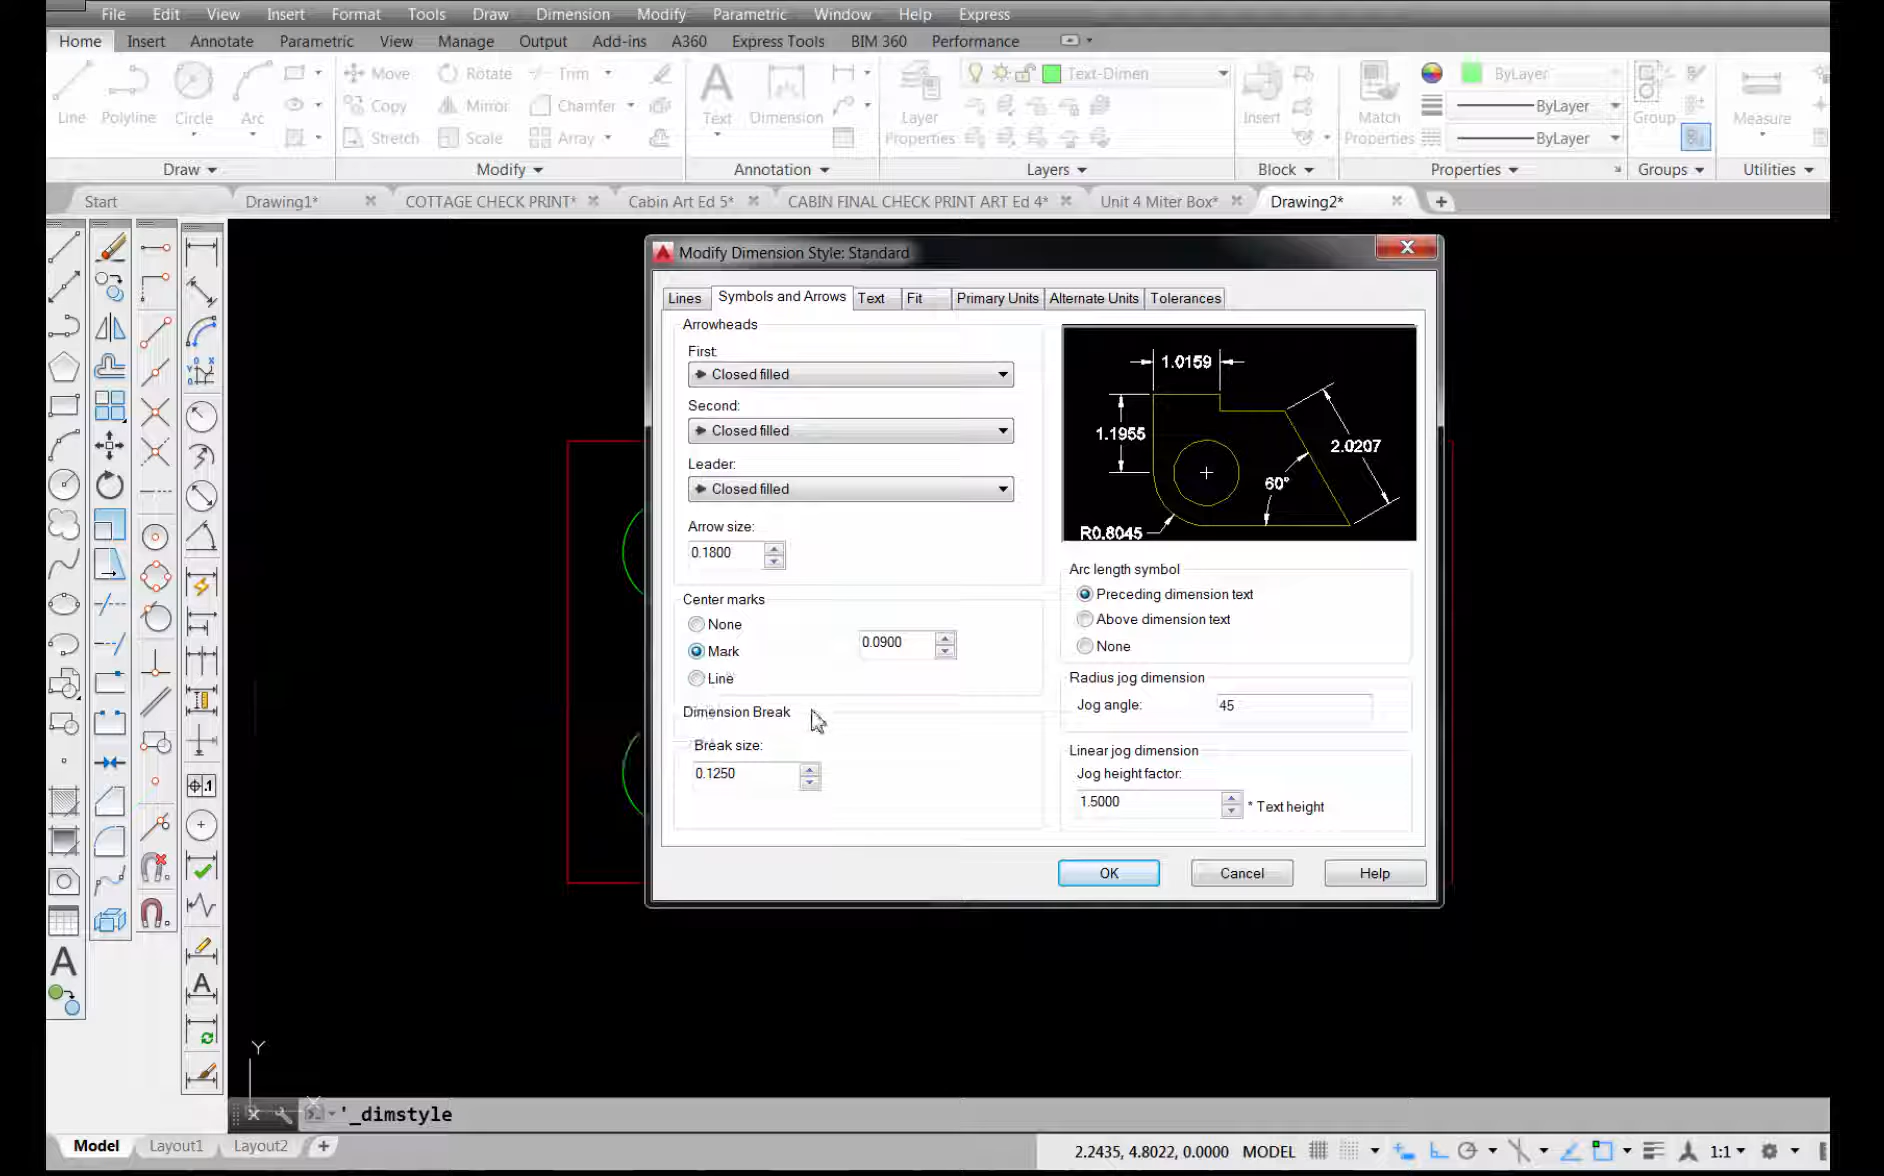 File Edit View Insert Format Tools Draw Dimension Modify Parametric Window Help Express
Home Insert Annotate Parametric View Manage Output Add-ins A360 Express Tools BIM 360 Performance
Move Rotate Trim Text-Dimen ByLayer
Copy Mirror Chamfer ByLayer
Line Polyline Circle Arc Text Dimension Layer Insert Match Group Measure
Stretch Scale Array Properties Properties ByLayer
Draw Modify Annotation Layers Block Properties Groups Utilities
Start Drawing1* COTTAGE CHECK PRINT* Cabin Art Ed 5* CABIN FINAL CHECK PRINT ART Ed 4* Unit 4 Miter Box* Drawing2*
Modify Dimension Style: Standard
Lines Symbols and Arrows Text Fit Primary Units Alternate Units Tolerances
Arrowheads
First:
Closed filled
Second:
Closed filled
Leader:
Closed filled
Arrow size:
0.1800
Center marks
None
Mark
0.0900
Line
Dimension Break
Break size:
0.1250
1.0159
1.1955
2.0207
60°
R0.8045
Arc length symbol
Preceding dimension text
Above dimension text
None
Radius jog dimension
Jog angle: 45
Linear jog dimension
Jog height factor:
1.5000 * Text height
OK Cancel Help
Y
X
'_dimstyle
Model Layout1 Layout2 +
2.2435, 4.8022, 0.0000 MODEL 1:1